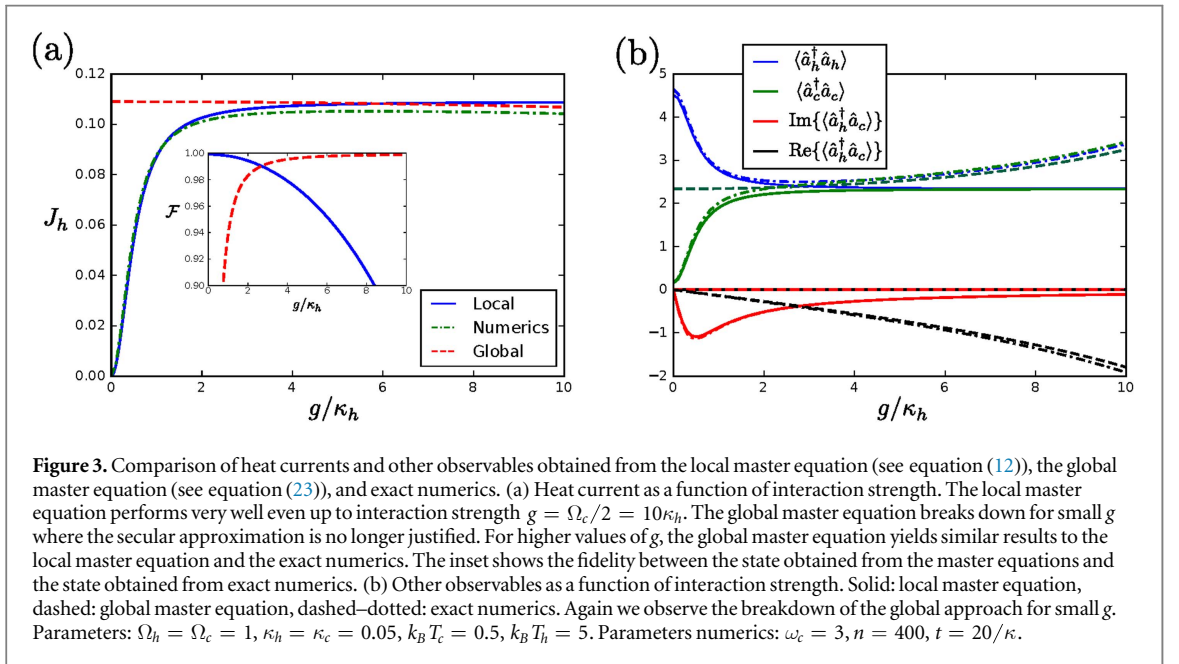 (a)
0.12
0.10
0.08
0.06
0.04
0.02
0.00
J_h
0 2 4 6 8 10
g/κ_h
1.00
0.98
0.96
0.94
0.92
0.90
ℱ
0 2 4 6 8 10
g/κ_h
Local
Numerics
Global
(b)
⟨â†_h â_h⟩
⟨â†_c â_c⟩
Im{⟨â†_h â_c⟩}
Re{⟨â†_h â_c⟩}
5
4
3
2
1
0
−1
−2
0 2 4 6 8 10
g/κ_h
Figure 3. Comparison of heat currents and other observables obtained from the local master equation (see equation (12)), the global
master equation (see equation (23)), and exact numerics. (a) Heat current as a function of interaction strength. The local master
equation performs very well even up to interaction strength g = Ω_c/2 = 10κ_h. The global master equation breaks down for small g
where the secular approximation is no longer justified. For higher values of g, the global master equation yields similar results to the
local master equation and the exact numerics. The inset shows the fidelity between the state obtained from the master equations and
the state obtained from exact numerics. (b) Other observables as a function of interaction strength. Solid: local master equation,
dashed: global master equation, dashed–dotted: exact numerics. Again we observe the breakdown of the global approach for small g.
Parameters: Ω_h = Ω_c = 1, κ_h = κ_c = 0.05, k_B T_c = 0.5, k_B T_h = 5. Parameters numerics: ω_c = 3, n = 400, t = 20/κ.